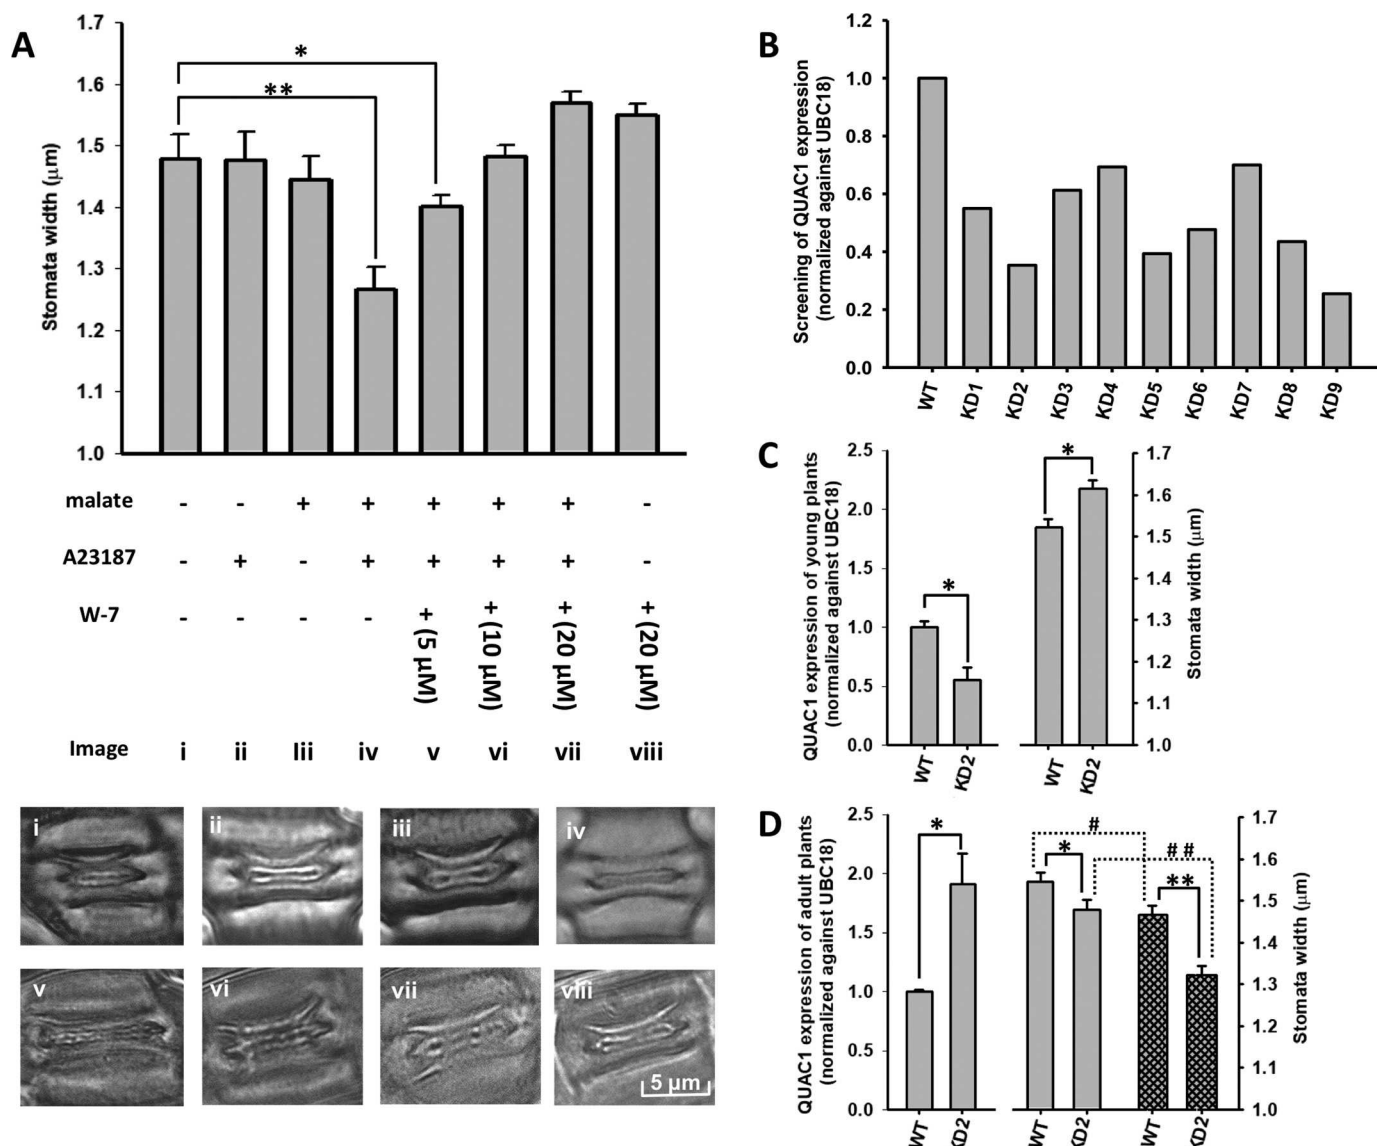 A
1.7
1.6
1.5
1.4
1.3
1.2
1.1
1.0
Stomata width (μm)
*
**
malate - - + + + + + -
A23187 - + - + + + + -
W-7 - - - - + (5 μM) + (10 μM) + (20 μM) + (20 μM)
Image i ii Iii iv v vi vii viii
i
ii
iii
iv
v
vi
vii
viii
5 μm
B
1.2
1.0
0.8
0.6
0.4
0.2
0.0
Screening of QUAC1 expression
(normalized against UBC18)
WT KD1 KD2 KD3 KD4 KD5 KD6 KD7 KD8 KD9
C
2.5
2.0
1.5
1.0
0.5
0.0
QUAC1 expression of young plants
(normalized against UBC18)
*
*
WT KD2 WT KD2
1.7
1.6
1.5
1.4
1.3
1.2
1.1
1.0
Stomata width (μm)
D
2.5
2.0
1.5
1.0
0.5
0.0
QUAC1 expression of adult plants
(normalized against UBC18)
*
#
*
# #
**
WT KD2 WT KD2 WT KD2
1.7
1.6
1.5
1.4
1.3
1.2
1.1
1.0
Stomata width (μm)